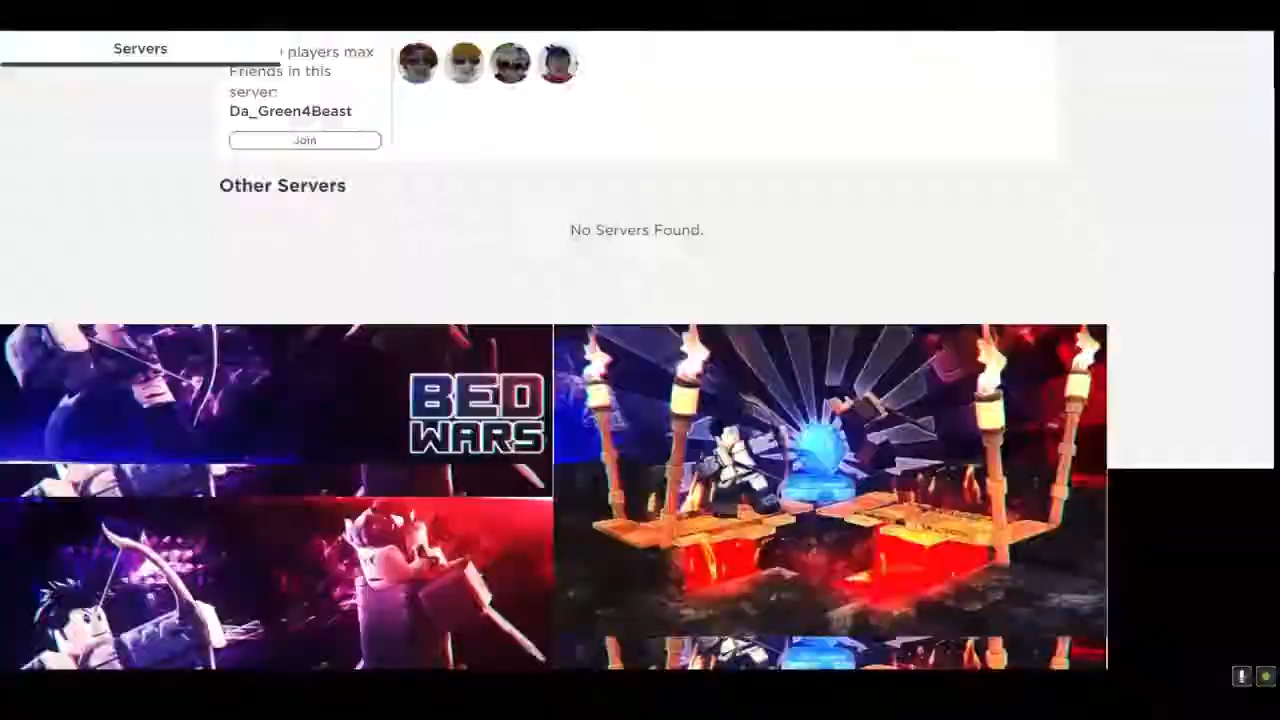 Servers
players max
Friends in this
server:
Da_Green4Beast
Join
Other Servers
No Servers Found.
BED
WARS